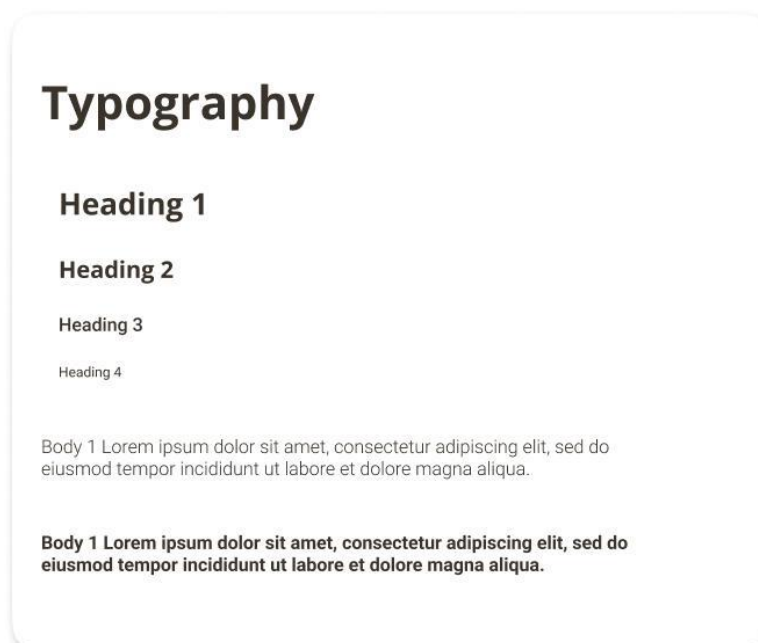 Typography
Heading 1
Heading 2
Heading 3
Heading 4
Body 1 Lorem ipsum dolor sit amet, consectetur adipiscing elit, sed do
eiusmod tempor incididunt ut labore et dolore magna aliqua.
Body 1 Lorem ipsum dolor sit amet, consectetur adipiscing elit, sed do
eiusmod tempor incididunt ut labore et dolore magna aliqua.